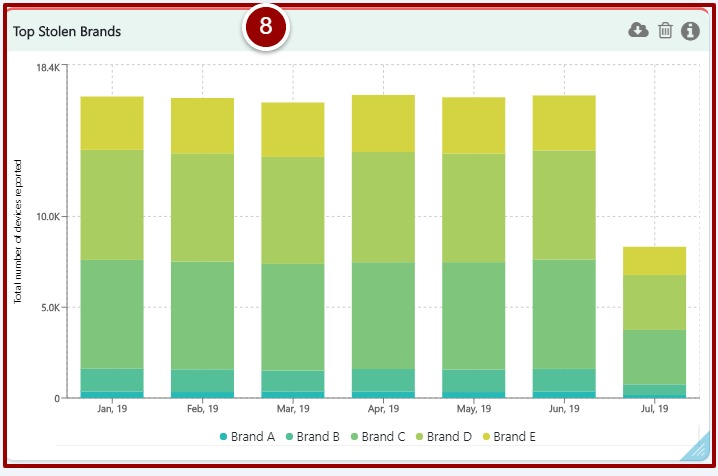 Top Stolen Brands
8
18.4K
10.0K
5.0K
0
Total number of devices reported
Jan, 19 Feb, 19 Mar, 19 Apr, 19 May, 19 Jun, 19 Jul, 19
Brand A Brand B Brand C Brand D Brand E